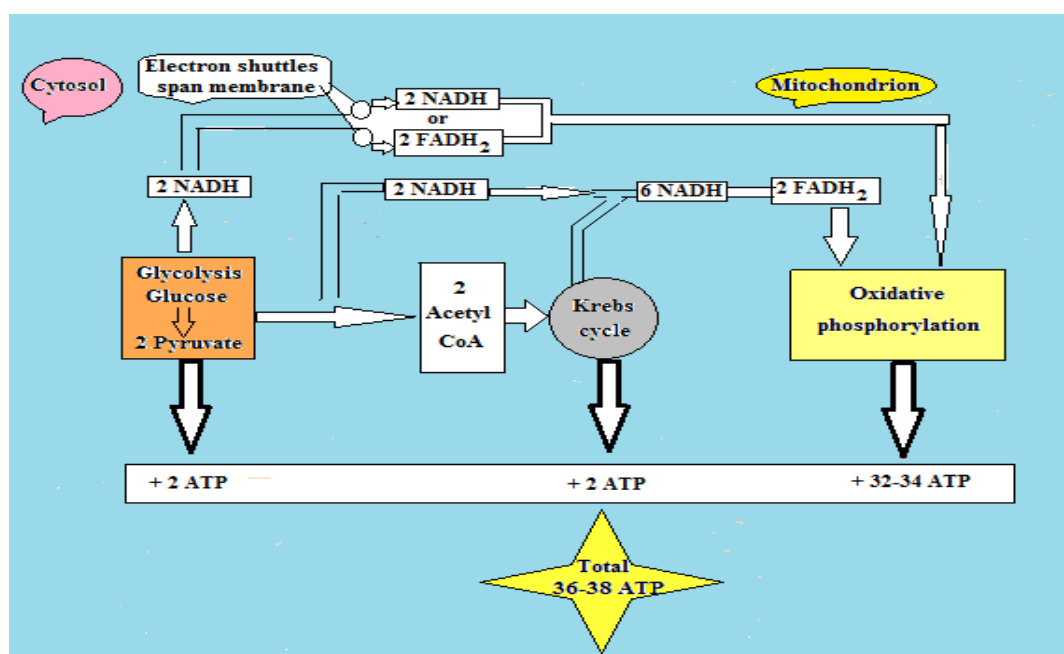 Cytosol
Electron shuttles
span membrane
2 NADH
or
2 FADH2
Mitochondrion
2 NADH
2 NADH
6 NADH
2 FADH2
Glycolysis
Glucose
2 Pyruvate
2
Acetyl
CoA
Krebs
cycle
Oxidative
phosphorylation
+ 2 ATP
+ 2 ATP
+ 32-34 ATP
Total
36-38 ATP